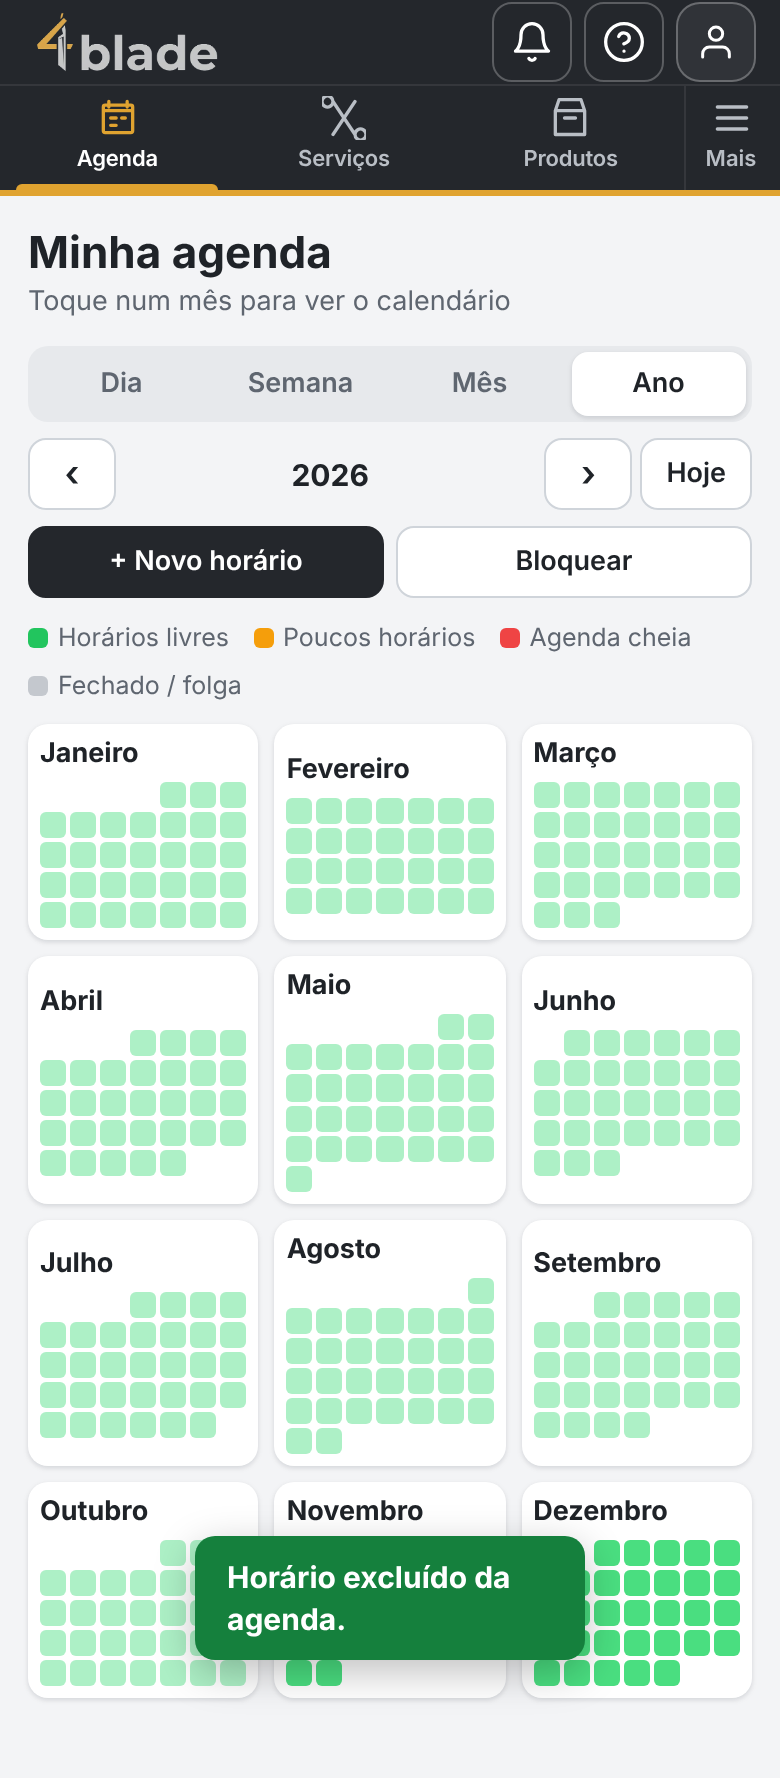 4blade
Agenda
Serviços
Produtos
Mais
Minha agenda
Toque num mês para ver o calendário
Dia
Semana
Mês
Ano
‹
2026
›
Hoje
+ Novo horário
Bloquear
Horários livres
Poucos horários
Agenda cheia
Fechado / folga
Janeiro
Fevereiro
Março
Abril
Maio
Junho
Julho
Agosto
Setembro
Outubro
Novembro
Dezembro
Horário excluído da
agenda.